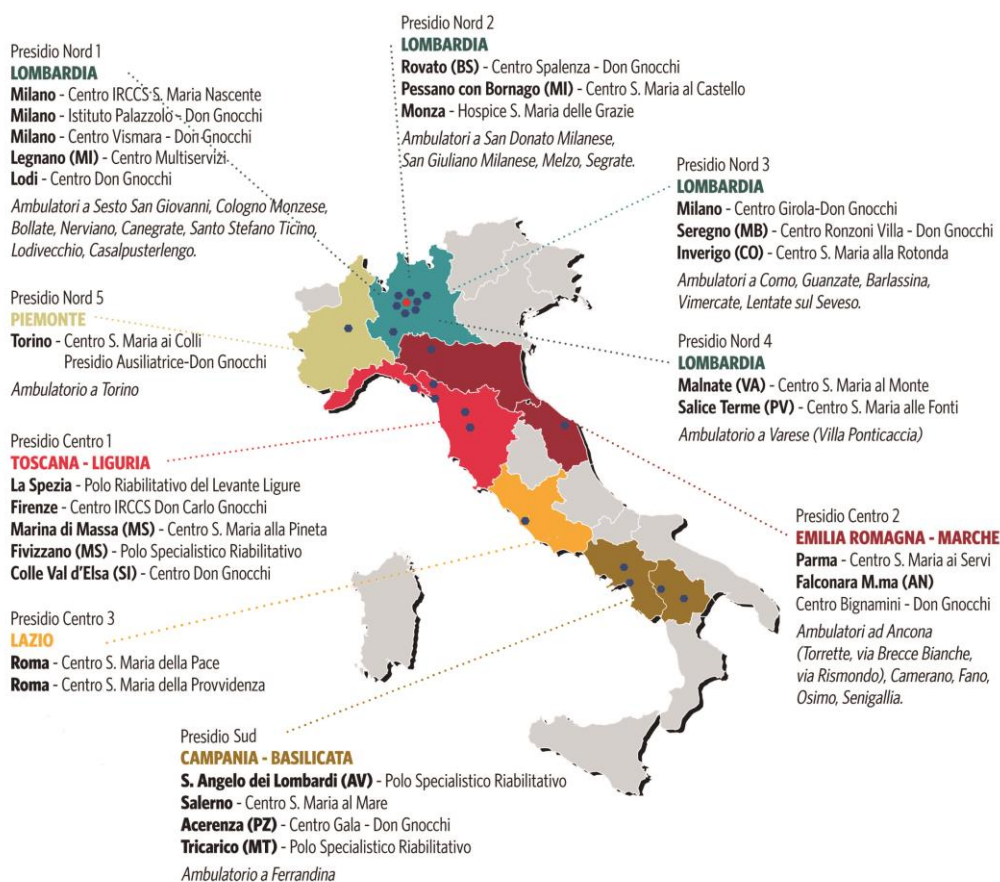 Presidio Nord 1
LOMBARDIA
Milano - Centro IRCCS S. Maria Nascente
Milano - Istituto Palazzolo - Don Gnocchi
Milano - Centro Vismara - Don Gnocchi
Legnano (MI) - Centro Multiservizi
Lodi - Centro Don Gnocchi
Ambulatori a Sesto San Giovanni, Cologno Monzese,
Bollate, Nerviano, Canegrate, Santo Stefano Ticino,
Lodivecchio, Casalpusterlengo.
Presidio Nord 2
LOMBARDIA
Rovato (BS) - Centro Spalenza - Don Gnocchi
Pessano con Bornago (MI) - Centro S. Maria al Castello
Monza - Hospice S. Maria delle Grazie
Ambulatori a San Donato Milanese,
San Giuliano Milanese, Melzo, Segrate.
Presidio Nord 3
LOMBARDIA
Milano - Centro Girola-Don Gnocchi
Seregno (MB) - Centro Ronzoni Villa - Don Gnocchi
Inverigo (CO) - Centro S. Maria alla Rotonda
Ambulatori a Como, Guanzate, Barlassina,
Vimercate, Lentate sul Seveso.
Presidio Nord 4
LOMBARDIA
Malnate (VA) - Centro S. Maria al Monte
Salice Terme (PV) - Centro S. Maria alle Fonti
Ambulatorio a Varese (Villa Ponticaccia)
Presidio Nord 5
PIEMONTE
Torino - Centro S. Maria ai Colli
Presidio Ausiliatrice-Don Gnocchi
Ambulatorio a Torino
Presidio Centro 1
TOSCANA - LIGURIA
La Spezia - Polo Riabilitativo del Levante Ligure
Firenze - Centro IRCCS Don Carlo Gnocchi
Marina di Massa (MS) - Centro S. Maria alla Pineta
Fivizzano (MS) - Polo Specialistico Riabilitativo
Colle Val d'Elsa (SI) - Centro Don Gnocchi
Presidio Centro 2
EMILIA ROMAGNA - MARCHE
Parma - Centro S. Maria ai Servi
Falconara M.ma (AN)
Centro Bignamini - Don Gnocchi
Ambulatori ad Ancona
(Torrette, via Brecce Bianche,
via Rismondo), Camerano, Fano,
Osimo, Senigallia.
Presidio Centro 3
LAZIO
Roma - Centro S. Maria della Pace
Roma - Centro S. Maria della Provvidenza
Presidio Sud
CAMPANIA - BASILICATA
S. Angelo dei Lombardi (AV) - Polo Specialistico Riabilitativo
Salerno - Centro S. Maria al Mare
Acerenza (PZ) - Centro Gala - Don Gnocchi
Tricarico (MT) - Polo Specialistico Riabilitativo
Ambulatorio a Ferrandina